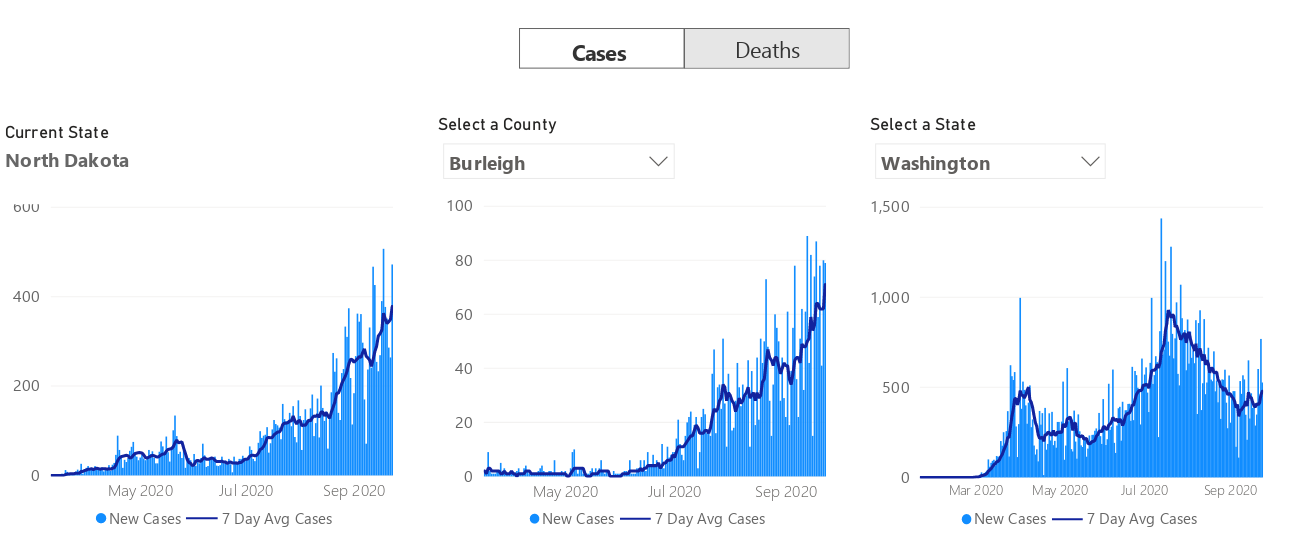 Cases Deaths
Current State
North Dakota
Select a County
Burleigh
Select a State
Washington
600
400
200
0
May 2020 Jul 2020 Sep 2020
New Cases 7 Day Avg Cases
100
80
60
40
20
0
May 2020 Jul 2020 Sep 2020
New Cases 7 Day Avg Cases
1,500
1,000
500
0
Mar 2020 May 2020 Jul 2020 Sep 2020
New Cases 7 Day Avg Cases